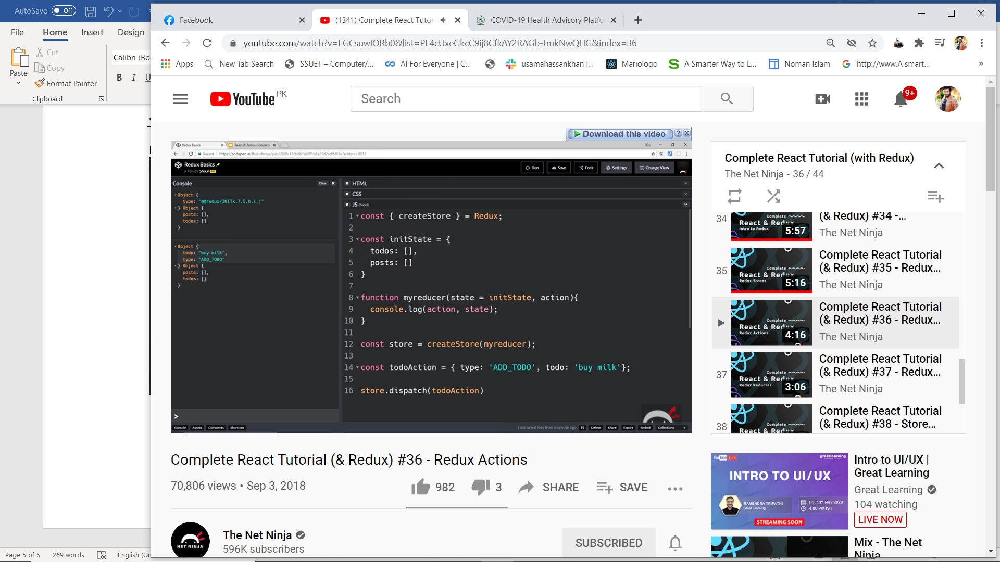 AutoSave Off
File Home Insert Design
Paste
Cut
Copy
Format Painter
Clipboard
Calibri (Bo
B I U
Page 5 of 5 269 words English (Un
Facebook
(1341) Complete React Tutor
COVID-19 Health Advisory Platfo
youtube.com/watch?v=FGCsuwIORb0&list=PL4cUxeGkcC9ij8CfkAY2RAGb-tmkNwQHG&index=36
Apps New Tab Search SSUET – Computer/... AI For Everyone | C... usamahassankhan |... Mariologo A Smarter Way to L... Noman Islam http://www.A smart... »
YouTube PK
Search
9+
Download this video
Redux Basics
React & Redux Complete
Secure https://codepen.io/thenetninja/pen/208fa17cbdb1a40f1b3a21d2cdf5f85e?editors=0012
Redux Basics
A PEN BY Shaun PRO
Run Save Fork Settings Change View
Console Clear
Object {
type: "@@redux/INITx.7.5.h.i.j"
} Object {
posts: [],
todos: []
}
Object {
todo: "buy milk",
type: "ADD_TODO"
} Object {
posts: [],
todos: []
}
>
HTML
CSS
JS (Babel)
1 const { createStore } = Redux;
2
3 const initState = {
4 todos: [],
5 posts: []
6 }
7
8 function myreducer(state = initState, action){
9 console.log(action, state);
10 }
11
12 const store = createStore(myreducer);
13
14 const todoAction = { type: 'ADD_TODO', todo: 'buy milk'};
15
16 store.dispatch(todoAction)
Console Assets Comments Shortcuts
Last saved less than a minute ago Delete Share Export Embed Collections
Complete React Tutorial (& Redux) #36 - Redux Actions
70,806 views • Sep 3, 2018
982 3 SHARE SAVE
The Net Ninja
596K subscribers
NET NINJA
SUBSCRIBED
Complete React Tutorial (with Redux)
The Net Ninja - 36 / 44
34
Complete
React & Redux
Intro to Redux
5:57
(& Redux) #34 -...
The Net Ninja
35
Complete
React & Redux
Redux Stores
5:16
Complete React Tutorial
(& Redux) #35 - Redux...
The Net Ninja
Complete
React & Redux
Redux Actions
4:16
Complete React Tutorial
(& Redux) #36 - Redux...
The Net Ninja
37
Complete
React & Redux
Redux Reducers
3:06
Complete React Tutorial
(& Redux) #37 - Redux...
The Net Ninja
38
Complete
React & Redux
Complete React Tutorial
(& Redux) #38 - Store...
YouTube LIVE
greatlearning
INTRO TO UI/UX
RAMENDRA TRIPATHI
Great Learning
Fri, 13th Nov 2020
4:00 PM IST
STREAMING SOON
Intro to UI/UX |
Great Learning
Great Learning
104 watching
LIVE NOW
Mix - The Net
Ninja